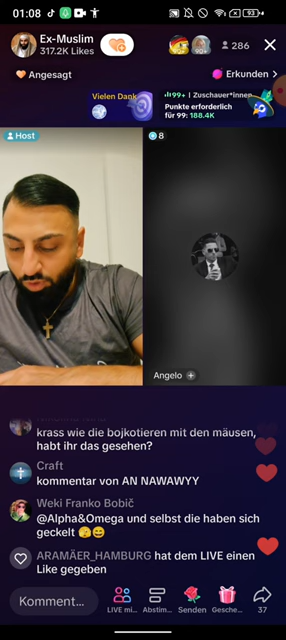 01:08
93
Ex-Muslim
317.2K Likes
286
Angesagt
Erkunden
Vielen Dank
99+ | Zuschauer*innen
Punkte erforderlich
für 99: 188.4K
Host
8
Angelo
krass wie die bojkotieren mit den mäusen,
habt ihr das gesehen?
Craft
kommentar von AN NAWAWYY
Weki Franko Bobič
@Alpha&Omega und selbst die haben sich
geckelt
ARAMÄER_HAMBURG hat dem LIVE einen
Like gegeben
Komment...
LIVE mi...
Abstim...
Senden
Gesche...
37